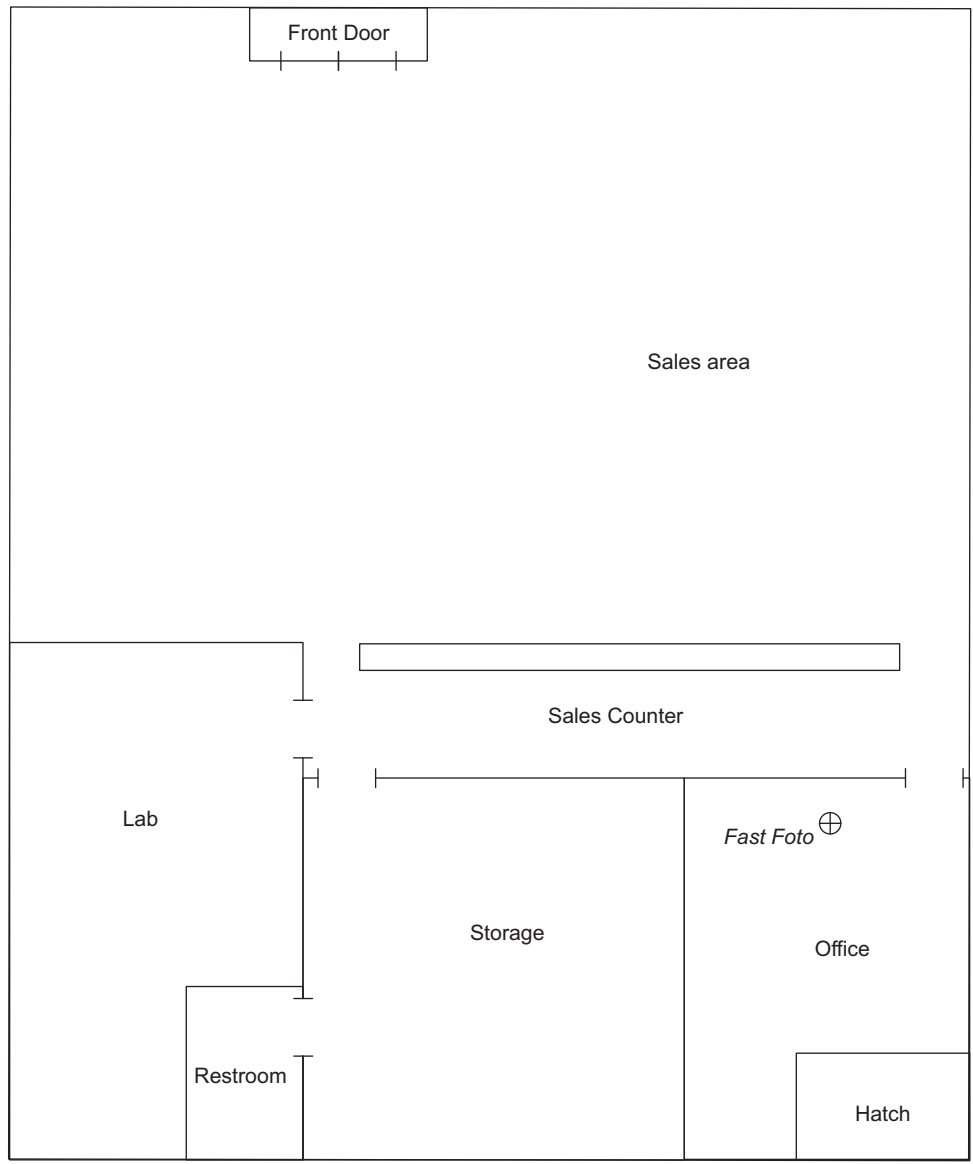 Front Door
Sales area
Sales Counter
Lab
Fast Foto
Storage
Office
Restroom
Hatch